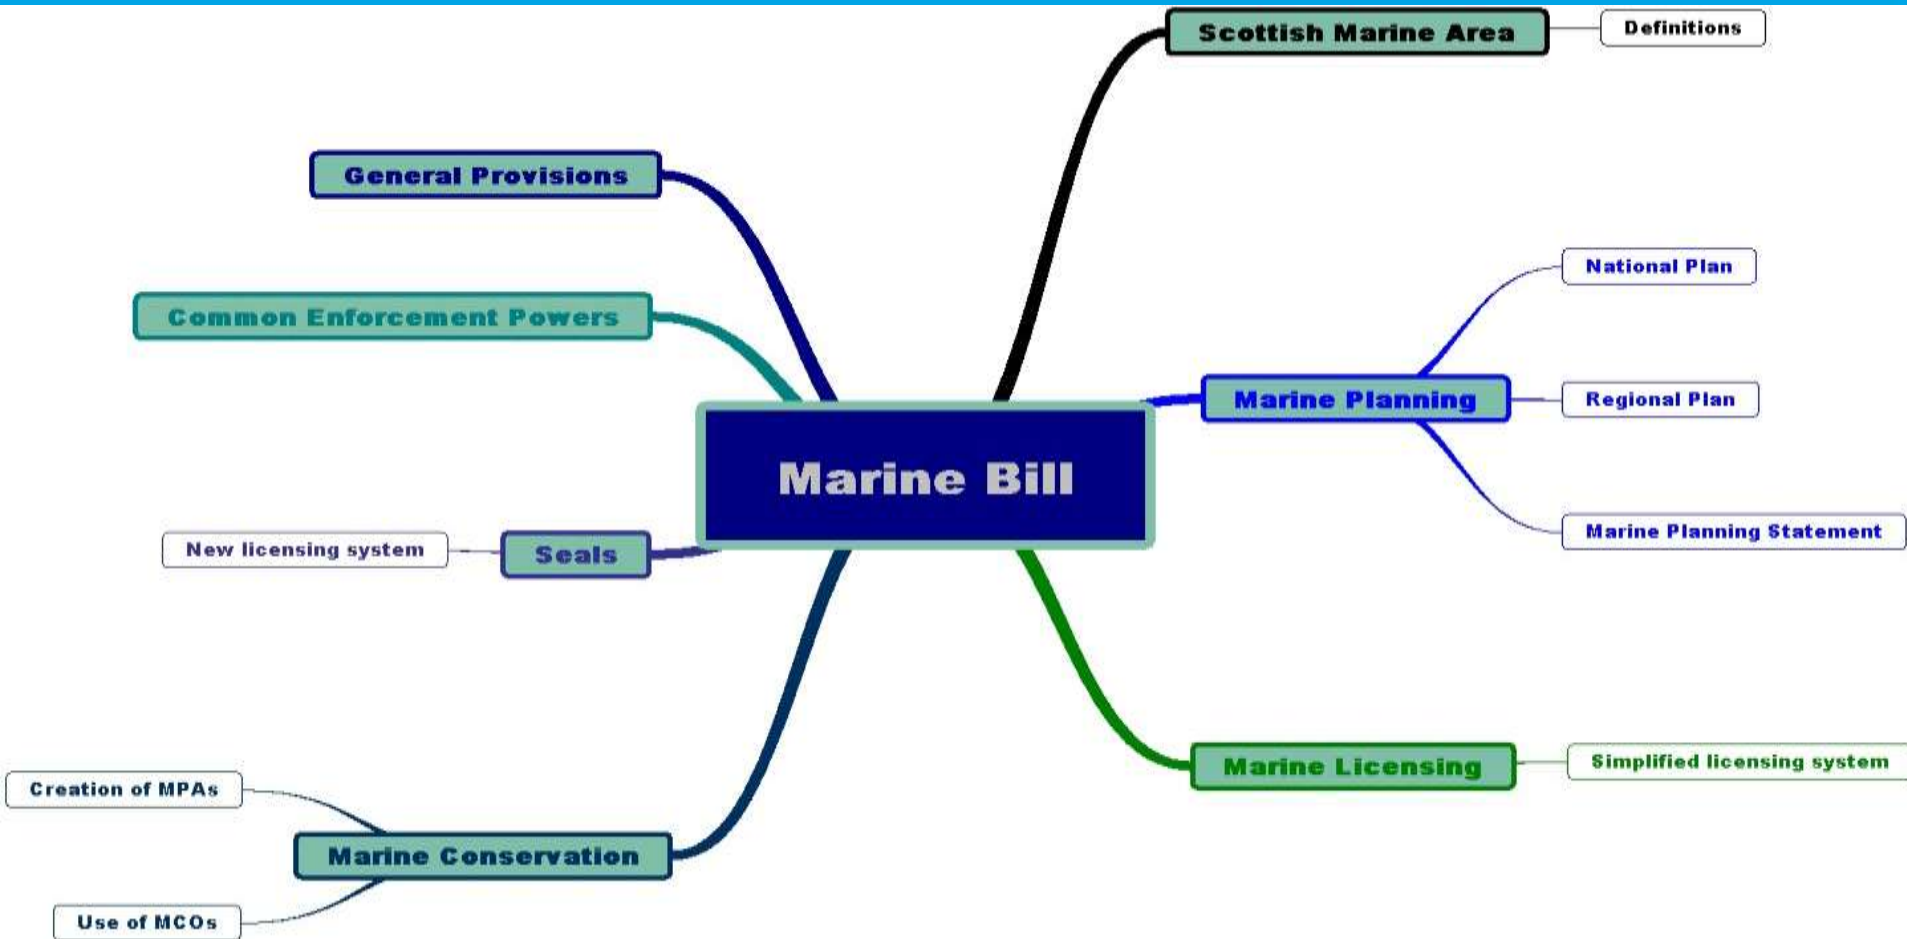 Scottish Marine Area
Definitions
General Provisions
National Plan
Common Enforcement Powers
Marine Planning
Regional Plan
Marine Bill
Marine Planning Statement
New licensing system
Seals
Marine Licensing
Simplified licensing system
Creation of MPAs
Marine Conservation
Use of MCOs